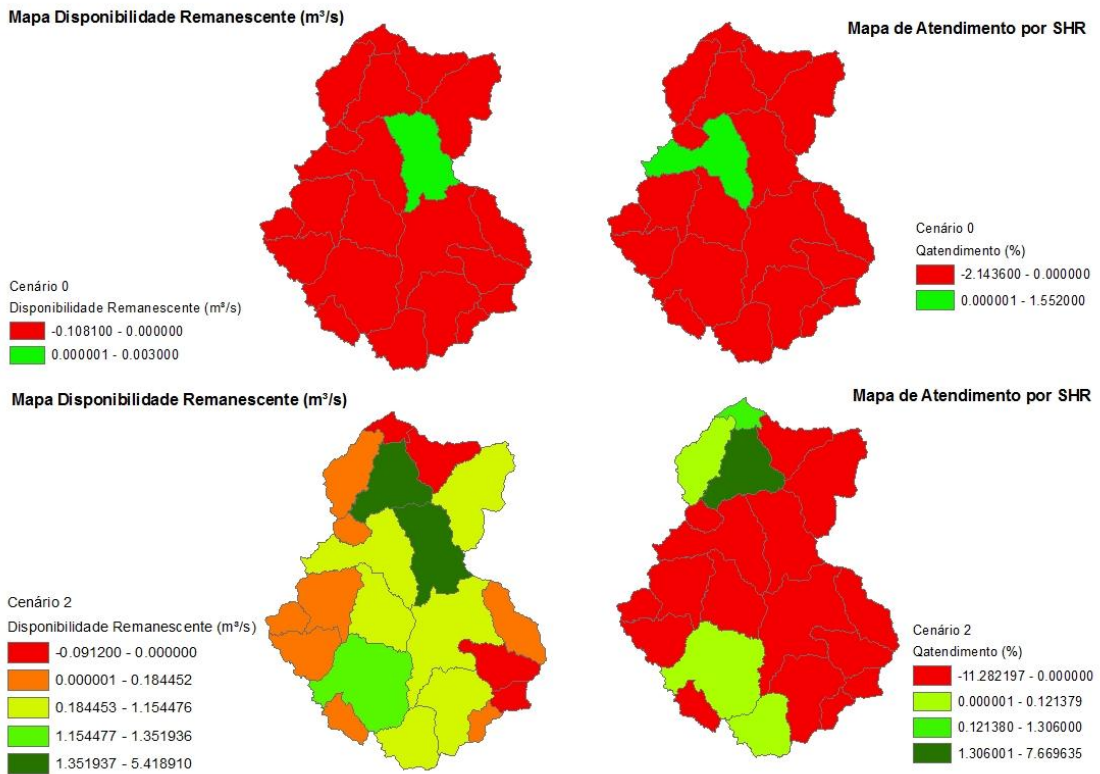 Mapa Disponibilidade Remanescente (m³/s)
Mapa de Atendimento por SHR
Cenário 0
Disponibilidade Remanescente (m³/s)
-0.108100 - 0.000000
0.000001 - 0.003000
Cenário 0
Qatendimento (%)
-2.143600 - 0.000000
0.000001 - 1.552000
Mapa Disponibilidade Remanescente (m³/s)
Mapa de Atendimento por SHR
Cenário 2
Disponibilidade Remanescente (m³/s)
-0.091200 - 0.000000
0.000001 - 0.184452
0.184453 - 1.154476
1.154477 - 1.351936
1.351937 - 5.418910
Cenário 2
Qatendimento (%)
-11.282197 - 0.000000
0.000001 - 0.121379
0.121380 - 1.306000
1.306001 - 7.669635